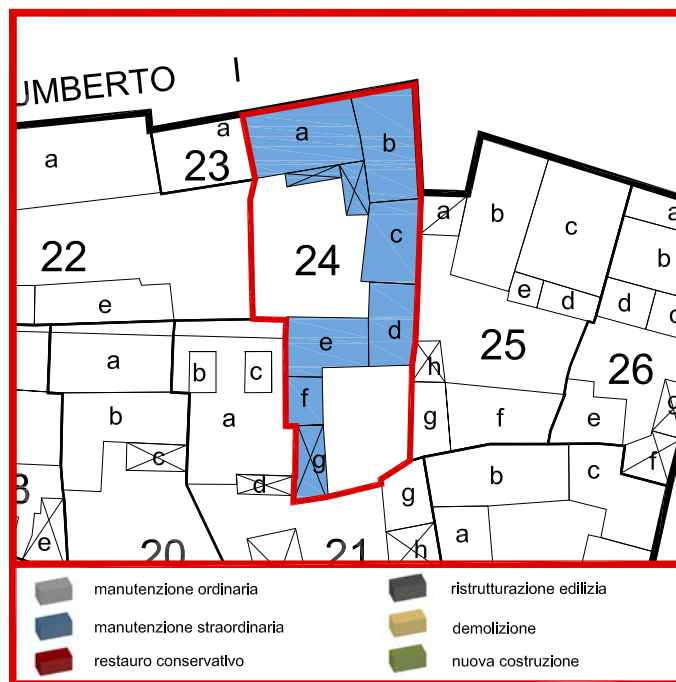 UMBERTO I
a
23
a
a
b
22
24
c
e
e
d
f
g
a
b
c
a
b
c
d
e
25
h
g
f
a
b
d
c
26
e
g
f
a
b
c
a
b
c
d
e
8
20
21
g
h
b
c
a
manutenzione ordinaria
manutenzione straordinaria
restauro conservativo
ristrutturazione edilizia
demolizione
nuova costruzione